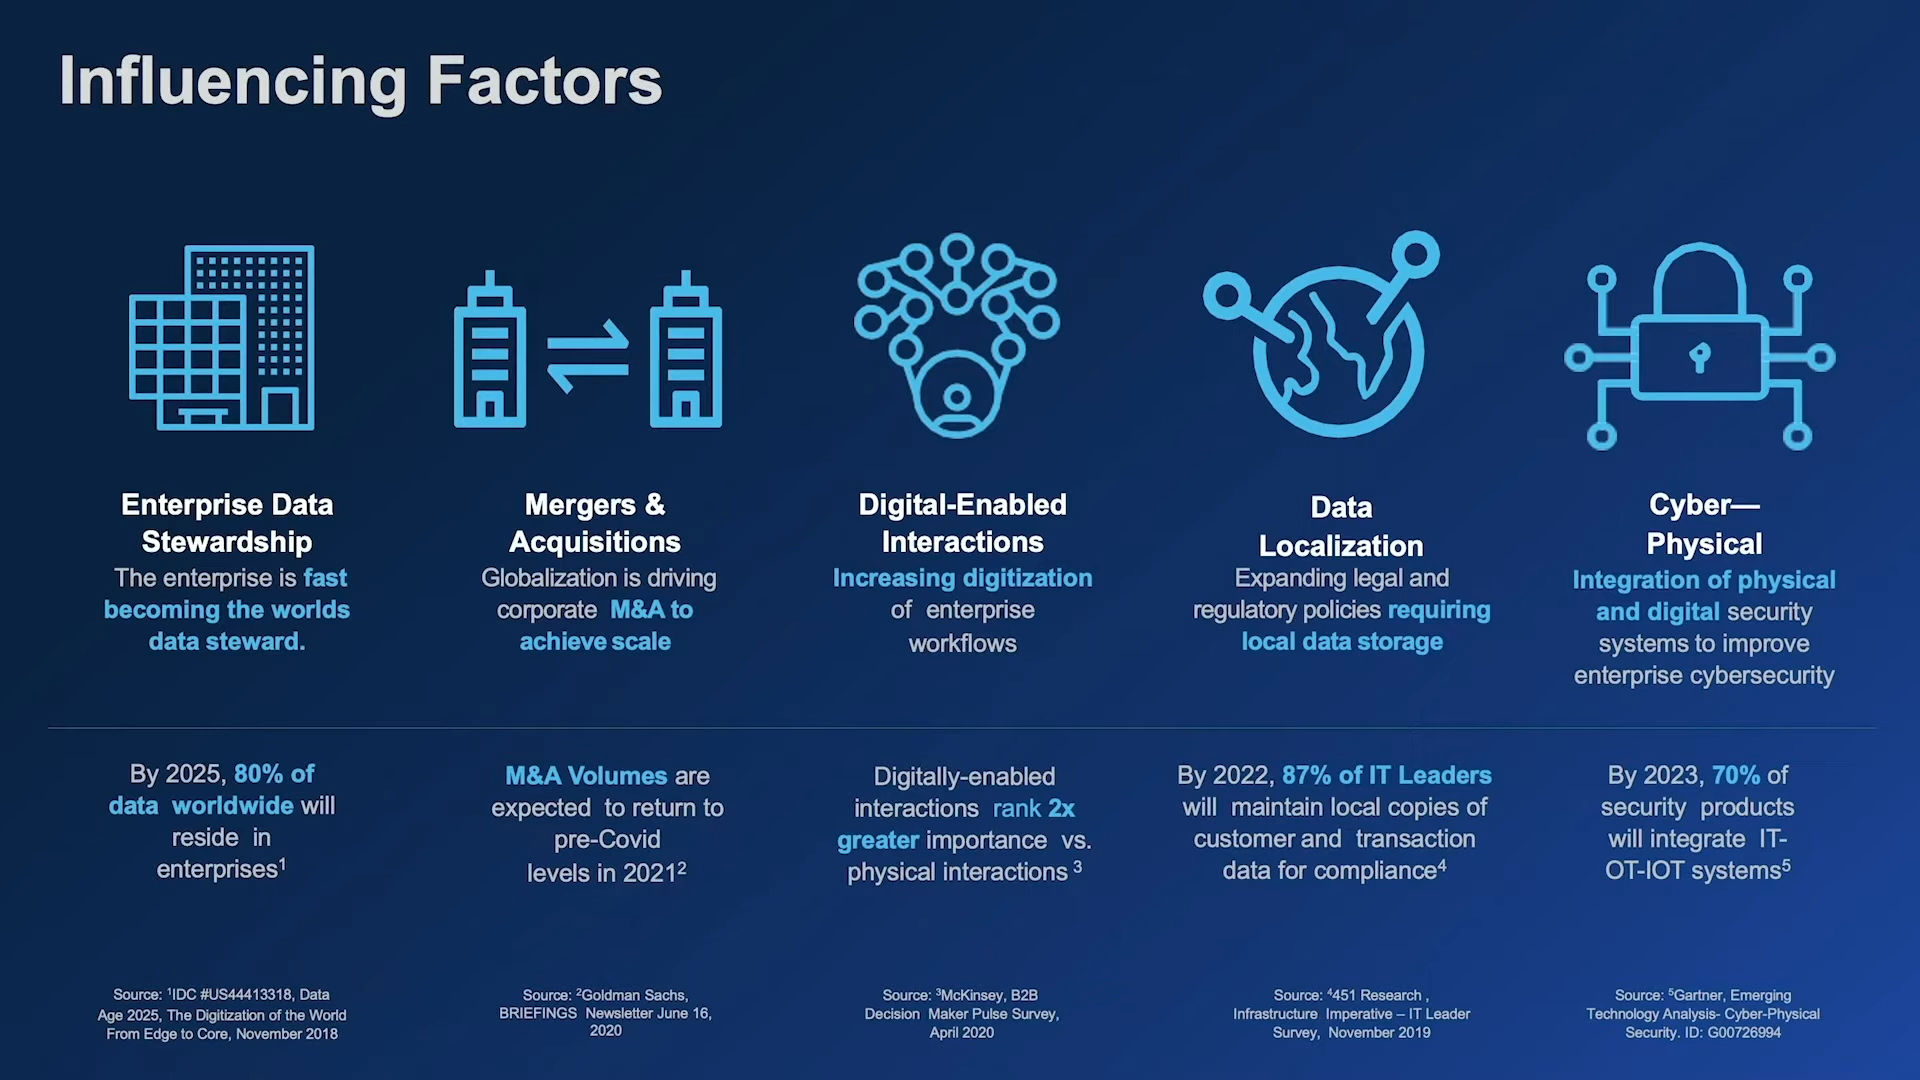 Influencing Factors
Enterprise Data
Stewardship
The enterprise is fast
becoming the worlds
data steward.
Mergers &
Acquisitions
Globalization is driving
corporate M&A to
achieve scale
Digital-Enabled
Interactions
Increasing digitization
of enterprise
workflows
Data
Localization
Expanding legal and
regulatory policies requiring
local data storage
Cyber—
Physical
Integration of physical
and digital security
systems to improve
enterprise cybersecurity
By 2025, 80% of
data worldwide will
reside in
enterprises¹
M&A Volumes are
expected to return to
pre-Covid
levels in 2021²
Digitally-enabled
interactions rank 2x
greater importance vs.
physical interactions ³
By 2022, 87% of IT Leaders
will maintain local copies of
customer and transaction
data for compliance⁴
By 2023, 70% of
security products
will integrate IT-
OT-IOT systems⁵
Source: ¹IDC #US44413318, Data
Age 2025, The Digitization of the World
From Edge to Core, November 2018
Source: ²Goldman Sachs,
BRIEFINGS Newsletter June 16,
2020
Source: ³McKinsey, B2B
Decision Maker Pulse Survey,
April 2020
Source: ⁴451 Research ,
Infrastructure Imperative – IT Leader
Survey, November 2019
Source: ⁵Gartner, Emerging
Technology Analysis- Cyber-Physical
Security. ID: G00726994